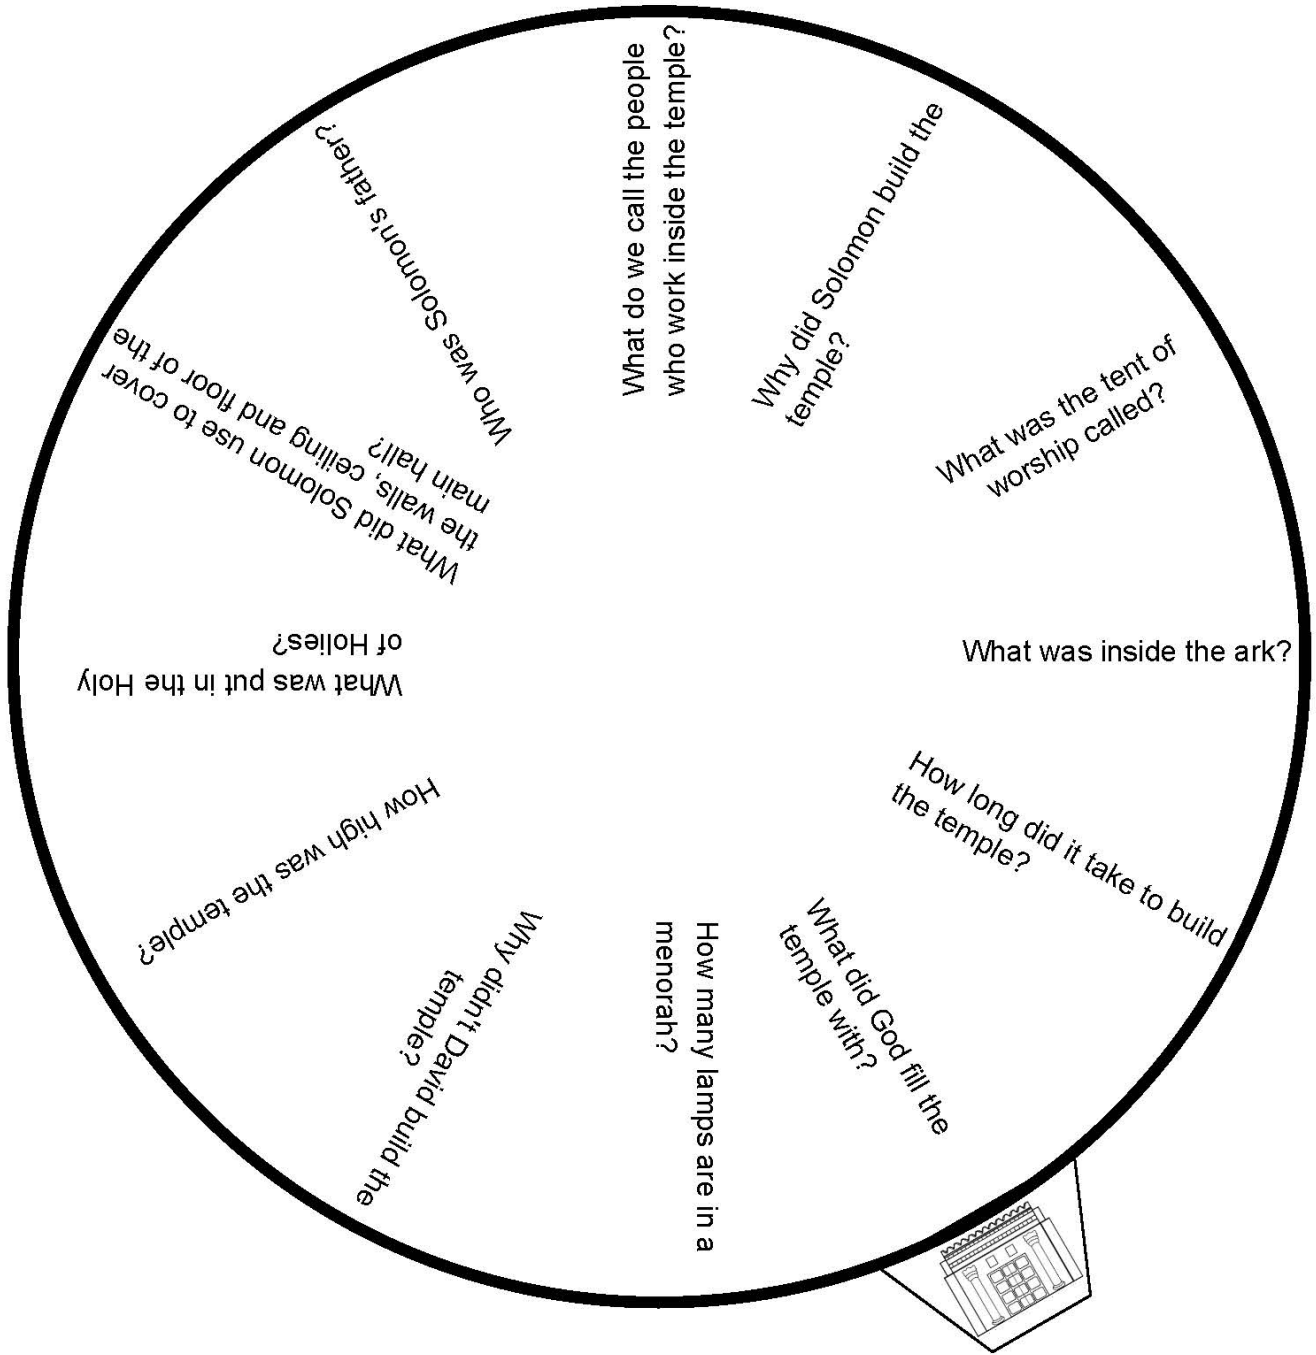 What do we call the people
who work inside the temple?
Why did Solomon build the
temple?
What was the tent of
worship called?
What was inside the ark?
How long did it take to build
the temple?
What did God fill the
temple with?
How many lamps are in a
menorah?
Why didn't David build the
temple?
How high was the temple?
What was put in the Holy
of Holies?
What did Solomon use to cover
the walls, ceiling and floor of the
main hall?
Who was Solomon's father?